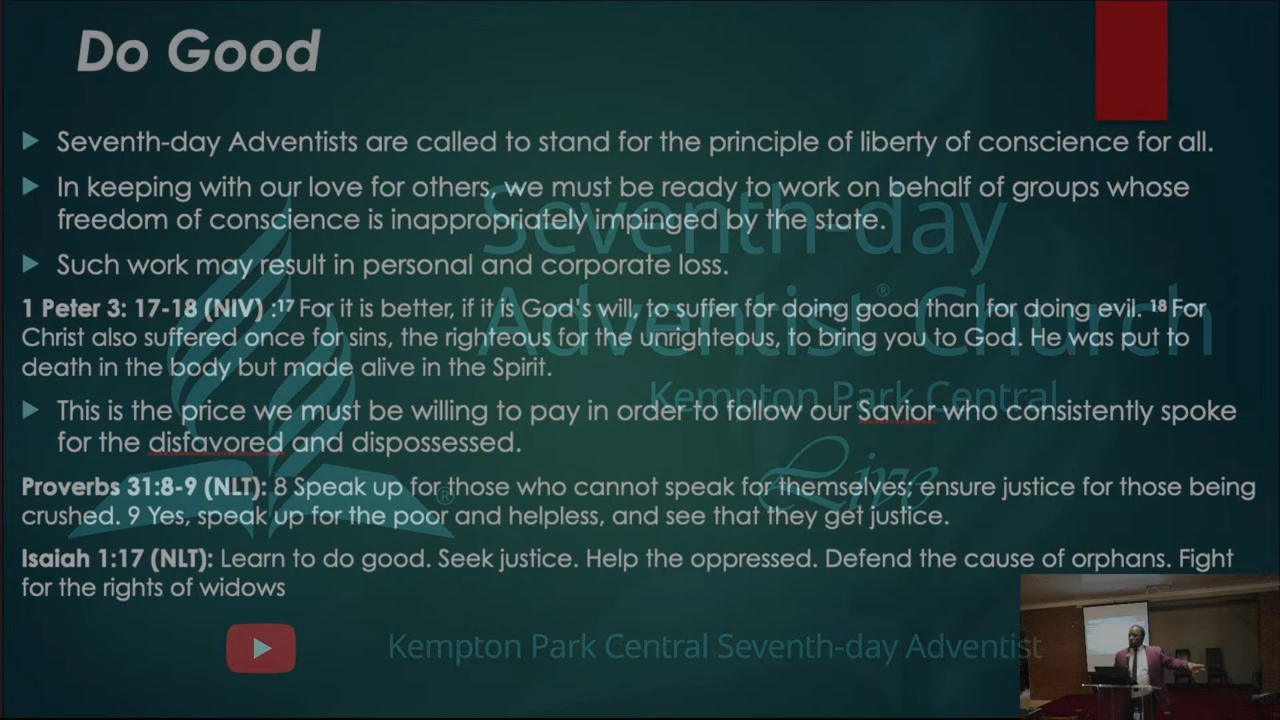 Do Good
Seventh-day Adventists are called to stand for the principle of liberty of conscience for all.
In keeping with our love for others, we must be ready to work on behalf of groups whose
freedom of conscience is inappropriately impinged by the state.
Such work may result in personal and corporate loss.
1 Peter 3: 17-18 (NIV) :17 For it is better, if it is God's will, to suffer for doing good than for doing evil. 18 For
Christ also suffered once for sins, the righteous for the unrighteous, to bring you to God. He was put to
death in the body but made alive in the Spirit.
This is the price we must be willing to pay in order to follow our Savior who consistently spoke
for the disfavored and dispossessed.
Proverbs 31:8-9 (NLT): 8 Speak up for those who cannot speak for themselves; ensure justice for those being
crushed. 9 Yes, speak up for the poor and helpless, and see that they get justice.
Isaiah 1:17 (NLT): Learn to do good. Seek justice. Help the oppressed. Defend the cause of orphans. Fight
for the rights of widows
Seventh-day
Adventist® Church
Kempton Park Central
Live
®
Kempton Park Central Seventh-day Adventist